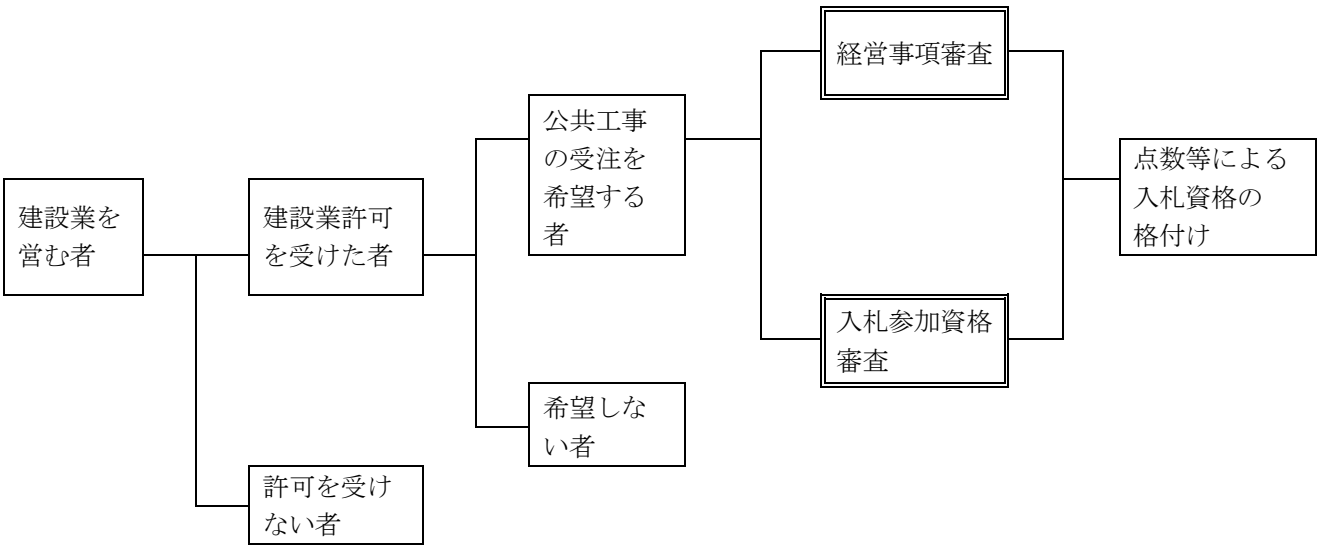 建設業を
営む者
建設業許可
を受けた者
許可を受け
ない者
公共工事
の受注を
希望する
者
希望しな
い者
経営事項審査
入札参加資格
審査
点数等による
入札資格の
格付け